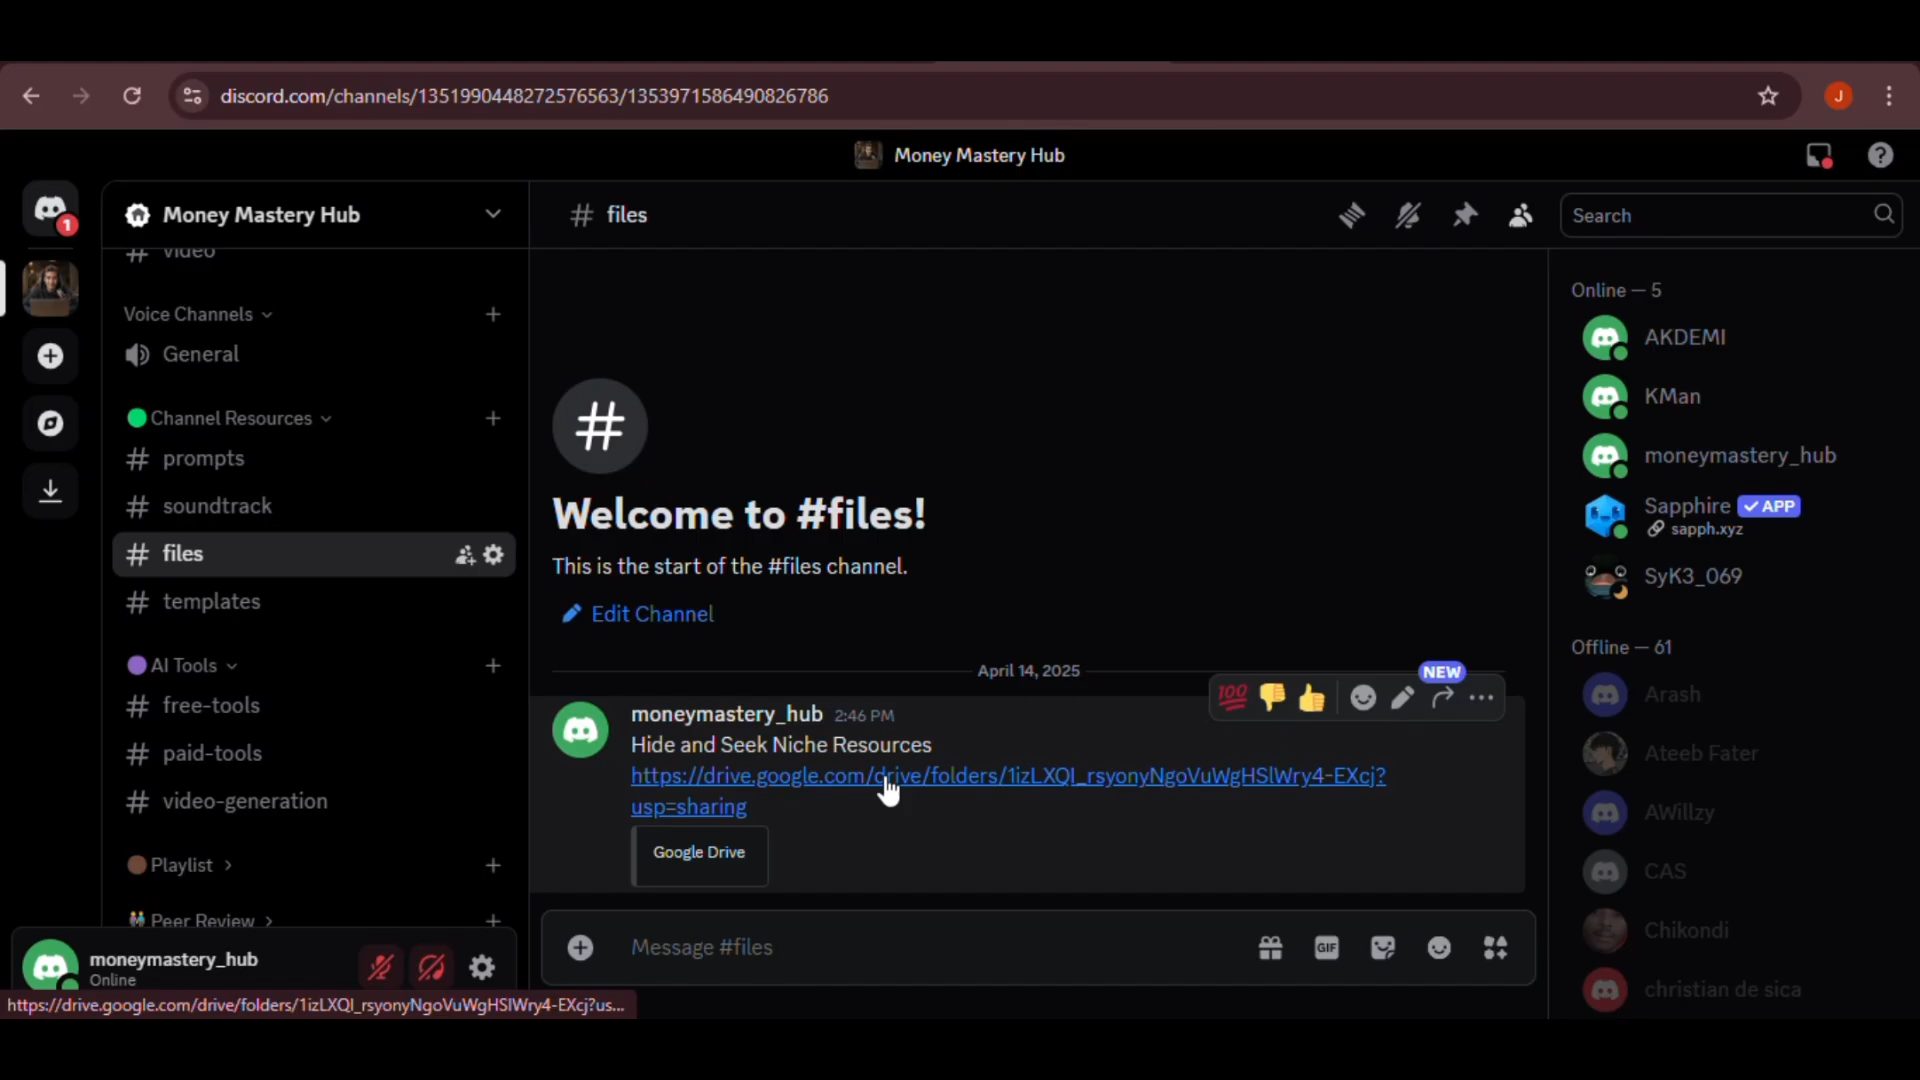 discord.com/channels/1351990448272576563/1353971586490826786
J
Money Mastery Hub
1
Money Mastery Hub
video
Voice Channels
General
Channel Resources
prompts
soundtrack
files
templates
AI Tools
free-tools
paid-tools
video-generation
Playlist
Peer Review
moneymastery_hub
Online
https://drive.google.com/drive/folders/1izLXQI_rsyonyNgoVuWgHSlWry4-EXcj?us...
# files
Search
#
Welcome to #files!
This is the start of the #files channel.
Edit Channel
April 14, 2025
NEW
100
moneymastery_hub 2:46 PM
Hide and Seek Niche Resources
https://drive.google.com/drive/folders/1izLXQI_rsyonyNgoVuWgHSlWry4-EXcj?
usp=sharing
Google Drive
Message #files
GIF
Online — 5
AKDEMI
KMan
moneymastery_hub
Sapphire ✓ APP
sapph.xyz
SyK3_069
Offline — 61
Arash
Ateeb Fater
AWillzy
CAS
Chikondi
christian de sica